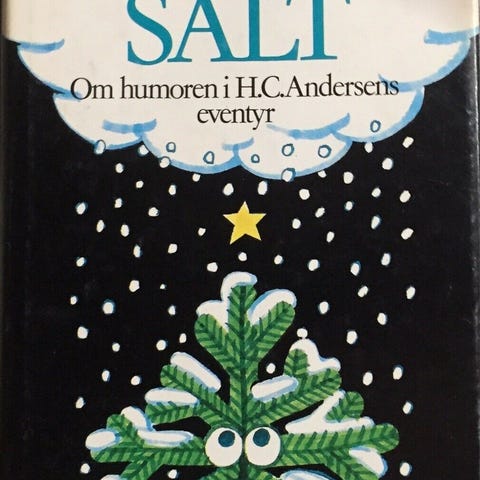 SALT
Om humoren i H.C.Andersens
eventyr